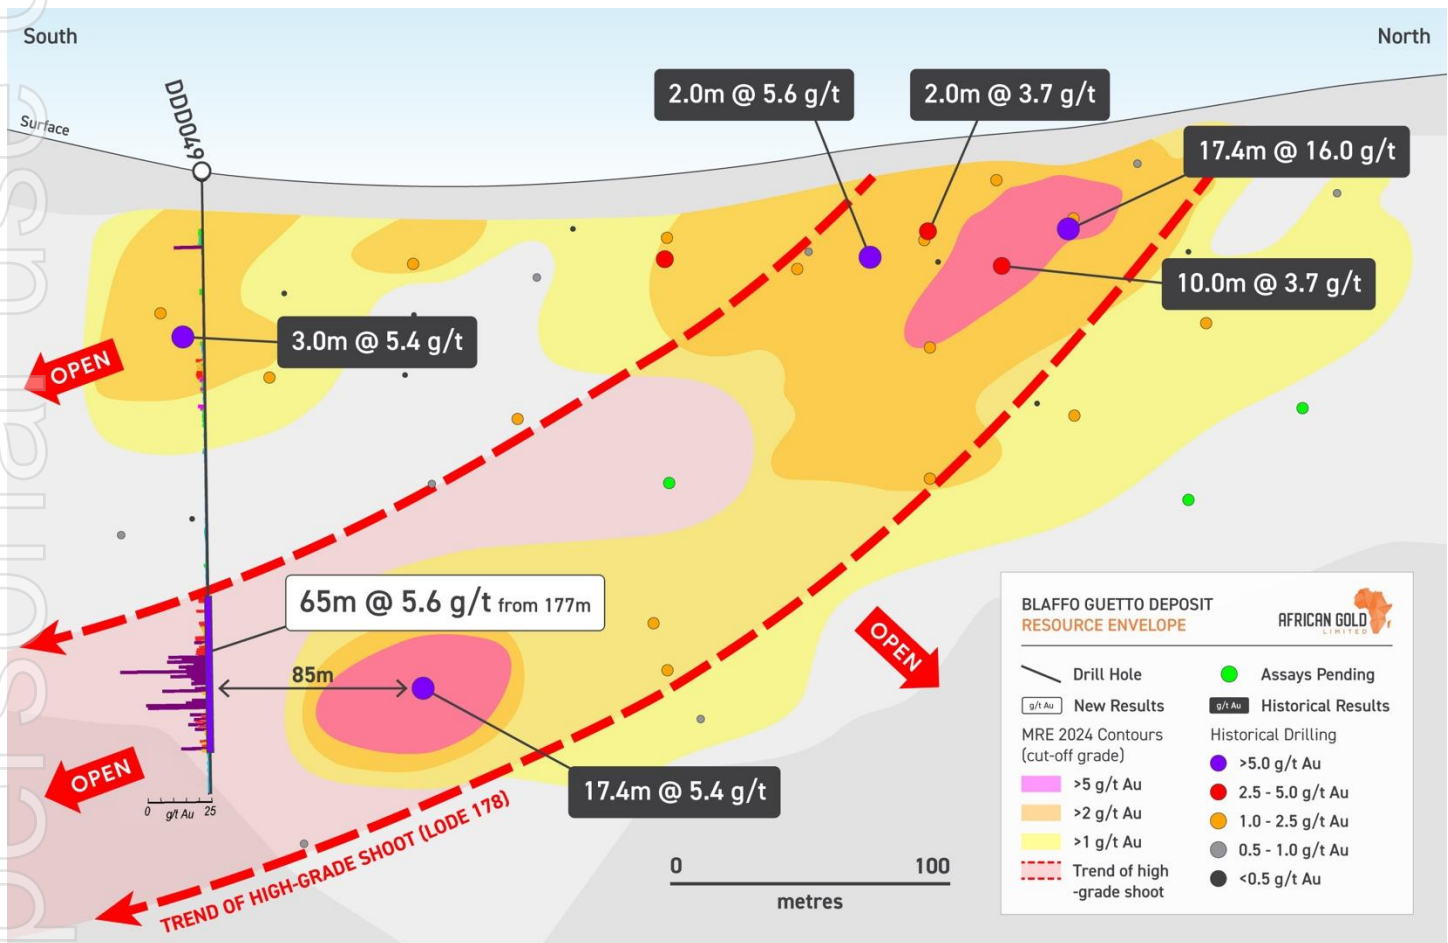 personal use
South
North
DDD049
Surface
2.0m @ 5.6 g/t
2.0m @ 3.7 g/t
17.4m @ 16.0 g/t
10.0m @ 3.7 g/t
3.0m @ 5.4 g/t
OPEN
65m @ 5.6 g/t from 177m
85m
OPEN
OPEN
17.4m @ 5.4 g/t
0 g/t Au 25
TREND OF HIGH-GRADE SHOOT (LODE 178)
0 100
metres
BLAFFO GUETTO DEPOSIT
RESOURCE ENVELOPE
AFRICAN GOLD
LIMITED
Drill Hole
Assays Pending
g/t Au New Results
g/t Au Historical Results
MRE 2024 Contours
(cut-off grade)
>5 g/t Au
>2 g/t Au
>1 g/t Au
Trend of high
-grade shoot
Historical Drilling
>5.0 g/t Au
2.5 - 5.0 g/t Au
1.0 - 2.5 g/t Au
0.5 - 1.0 g/t Au
<0.5 g/t Au